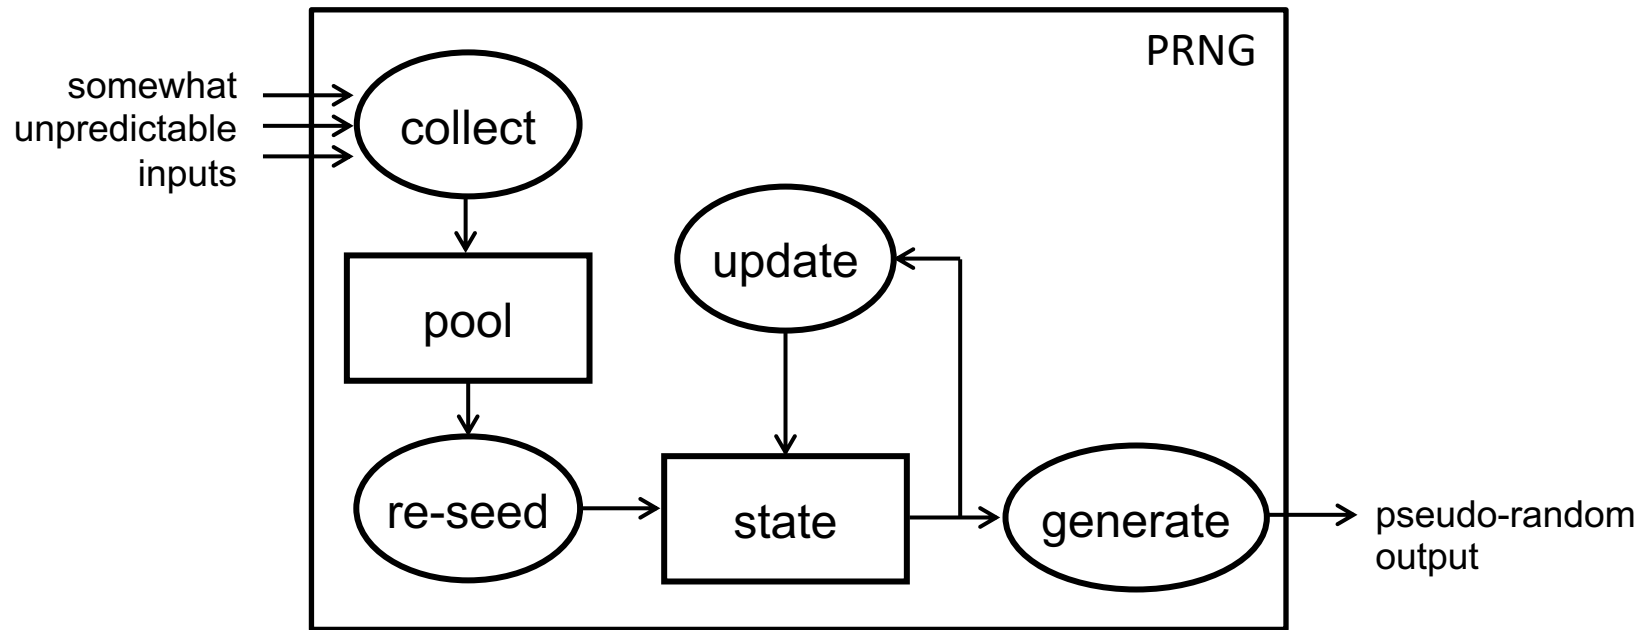 PRNG
somewhat
unpredictable
inputs
collect
update
pool
re-seed
state
generate
pseudo-random
output